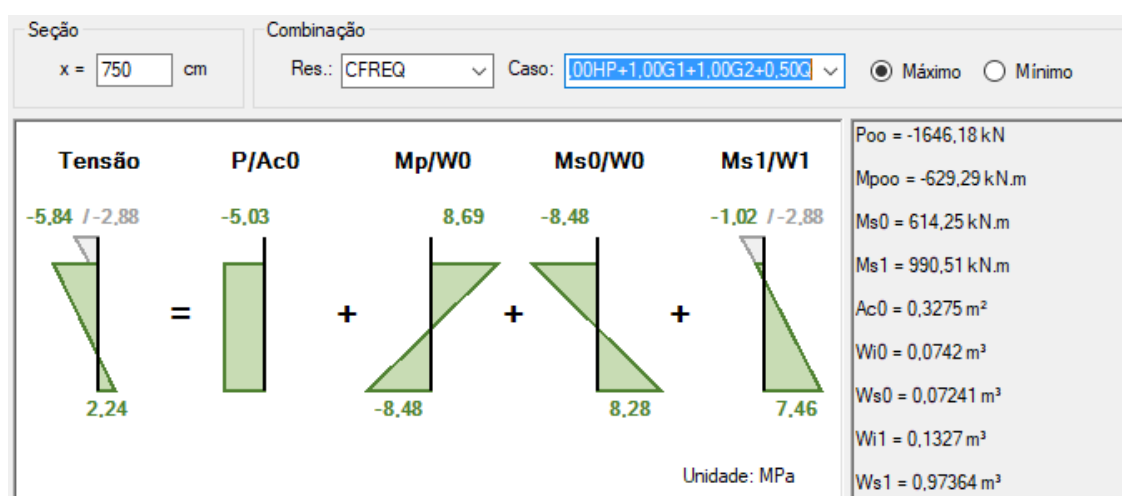 Seção
Combinação
x = 750 cm
Res.: CFREQ
Caso: ,00HP+1,00G1+1,00G2+0,50Q
Máximo
Mínimo
Tensão P/Ac0 Mp/W0 Ms0/W0 Ms1/W1
-5,84 / -2,88 -5,03 8,69 -8,48 -1,02 / -2,88
= + + +
2,24 -8,48 8,28 7,46
Unidade: MPa
Poo = -1646,18 kN
Mpoo = -629,29 kN.m
Ms0 = 614,25 kN.m
Ms1 = 990,51 kN.m
Ac0 = 0,3275 m²
Wi0 = 0,0742 m³
Ws0 = 0,07241 m³
Wi1 = 0,1327 m³
Ws1 = 0,97364 m³